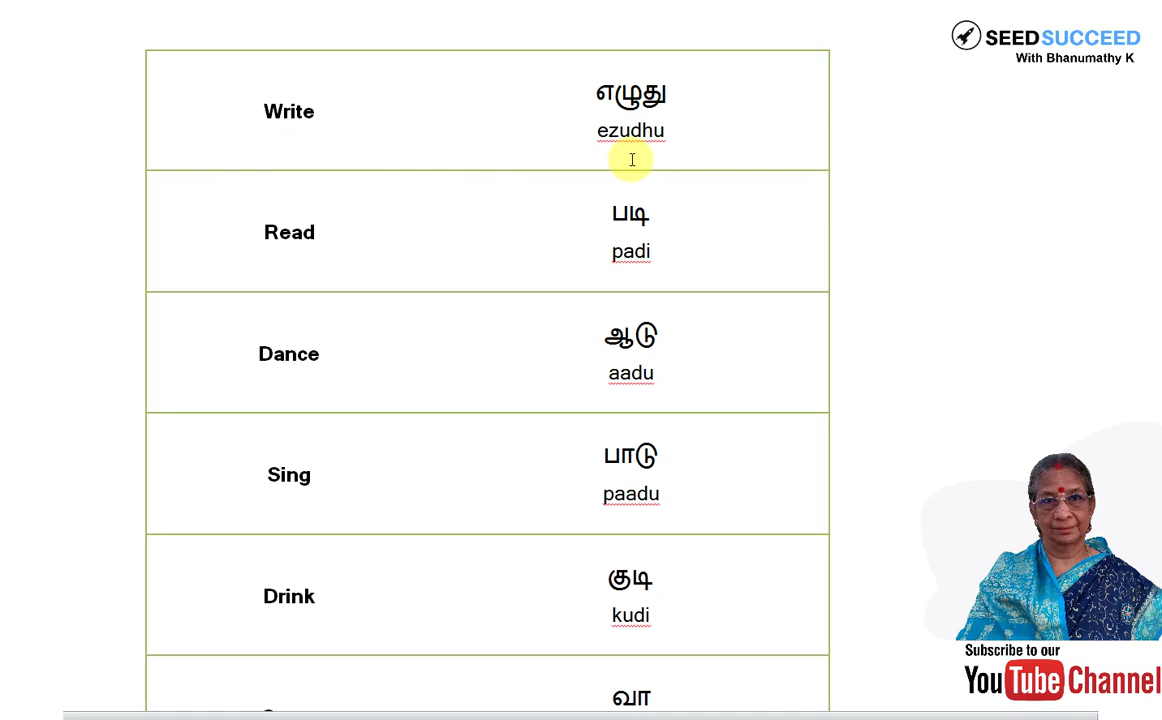 SEEDSUCCEED
With Bhanumathy K
Write
எழுது
ezudhu
Read
படி
padi
Dance
ஆடு
aadu
Sing
பாடு
paadu
Drink
குடி
kudi
வா
Subscribe to our
YouTube Channel